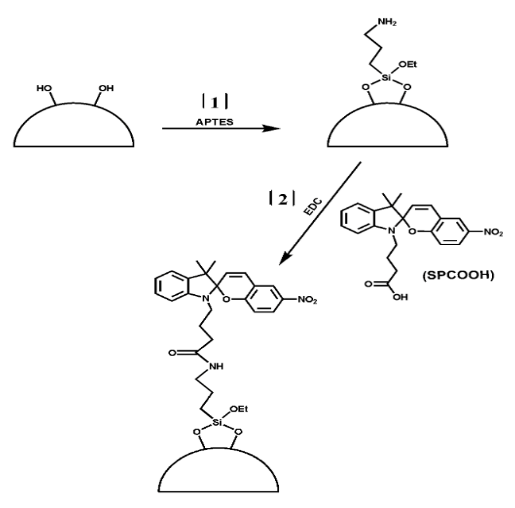 NH₂
HO OH
[1]
APTES
OEt
Si
O O
[2]
EDC
N O
NO₂
O
OH
(SPCOOH)
N O
NO₂
O
NH
OEt
Si
O O